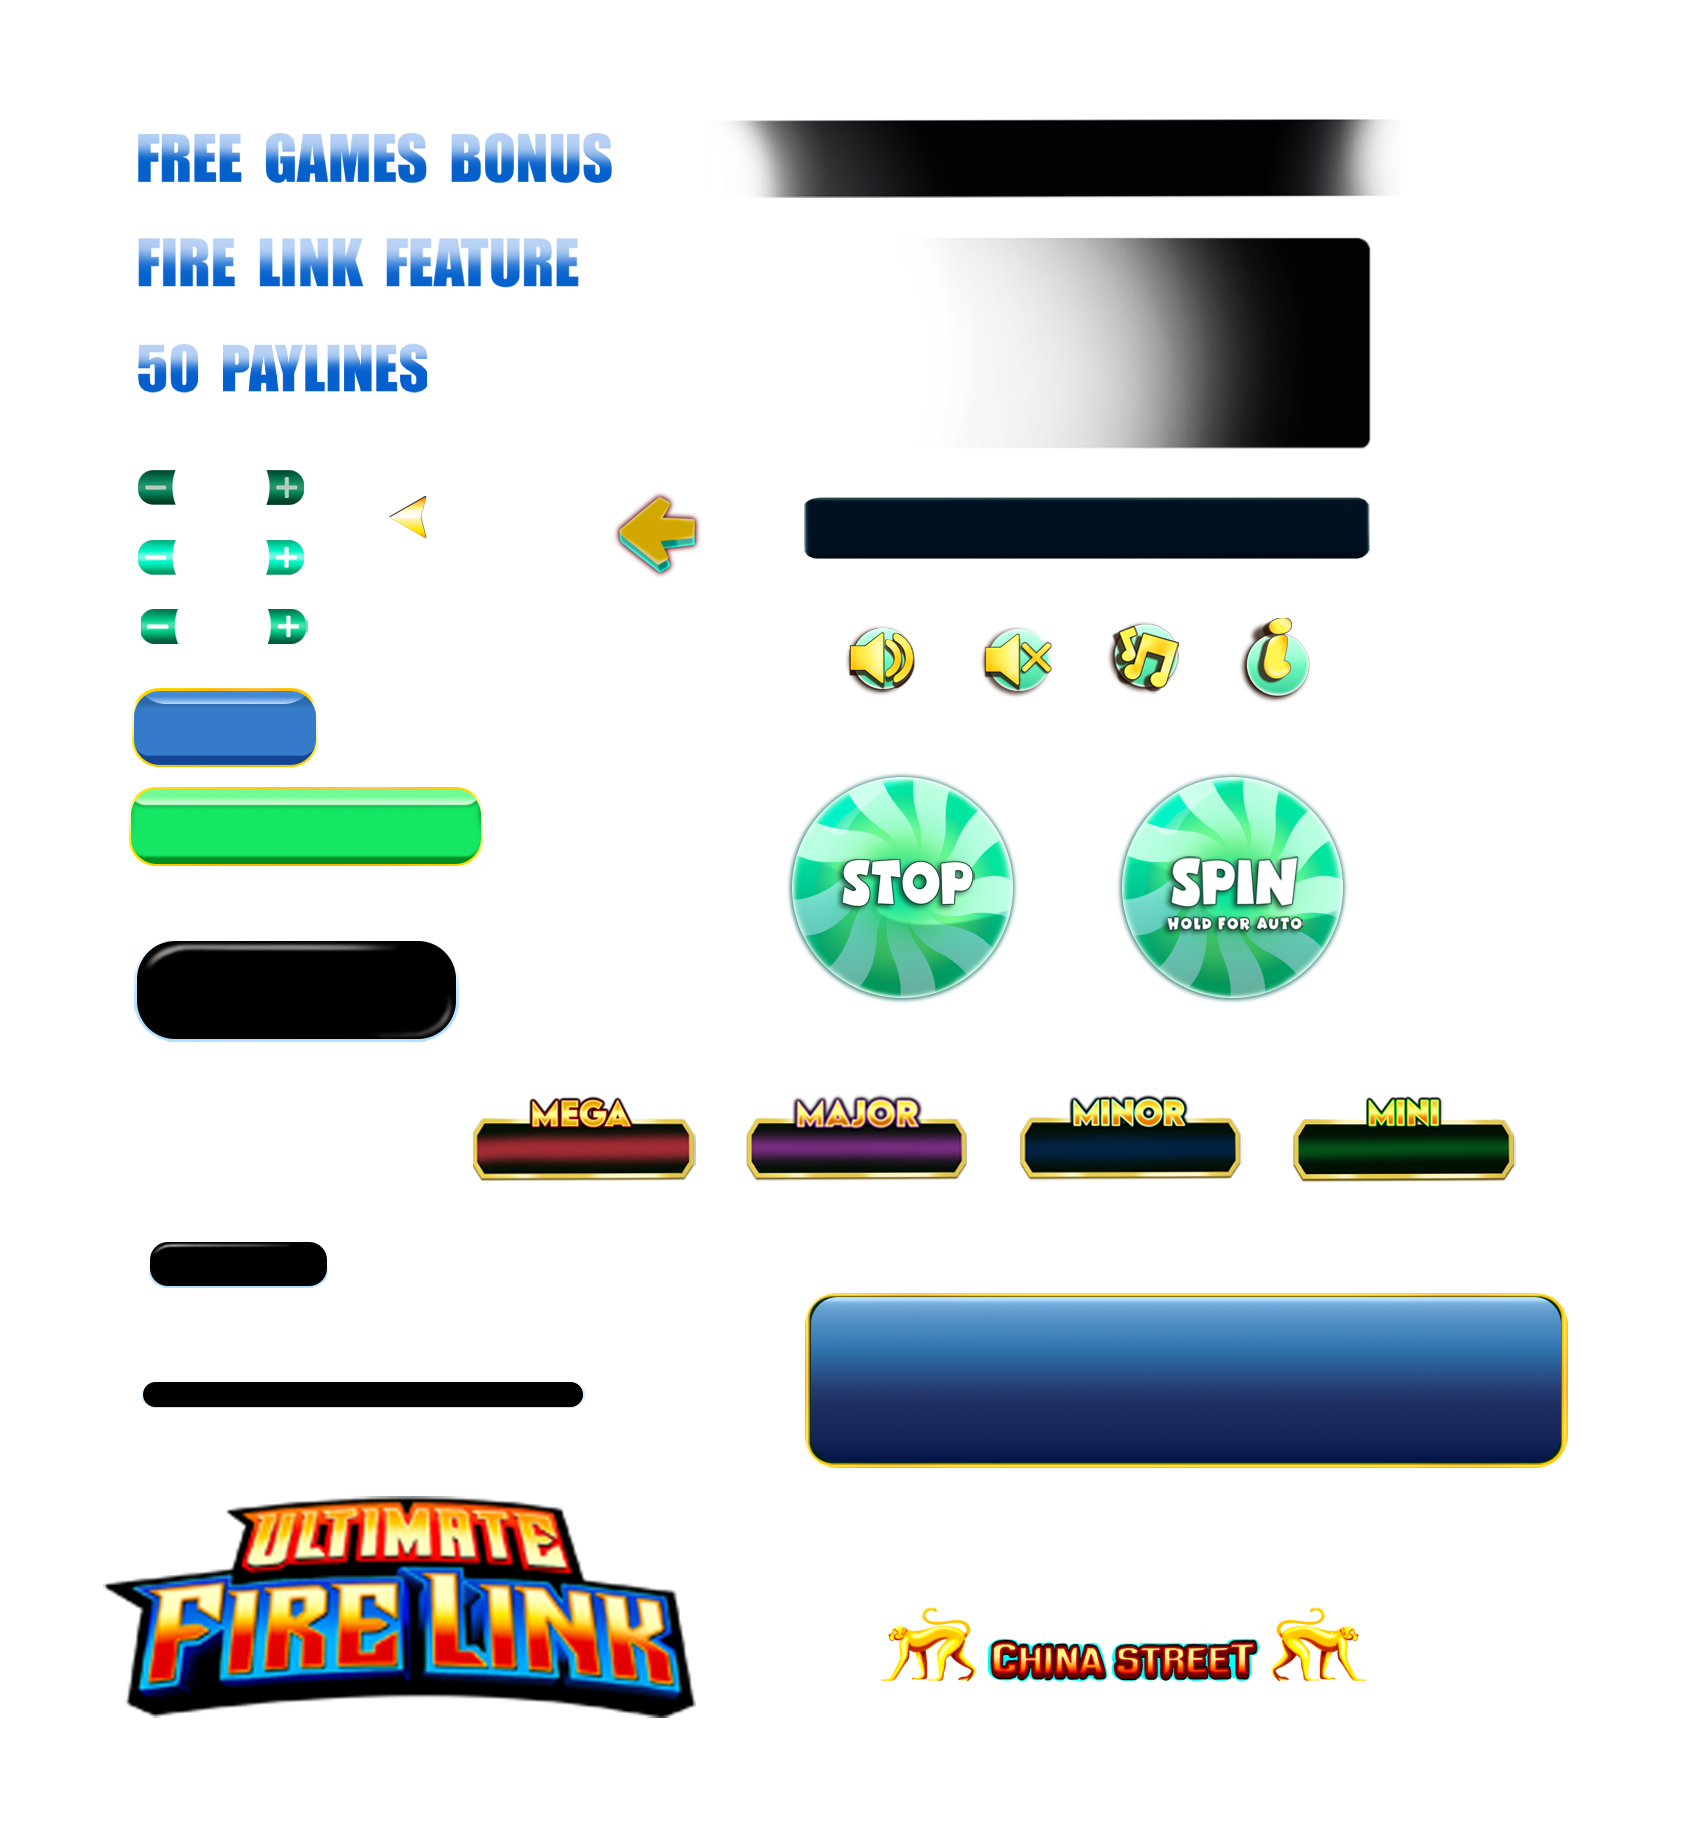 FREE GAMES BONUS
FIRE LINK FEATURE
50 PAYLINES
STOP
SPIN
HOLD FOR AUTO
MEGA
MAJOR
MINOR
MINI
ULTIMATE
FIRE LINK
CHINA STREET